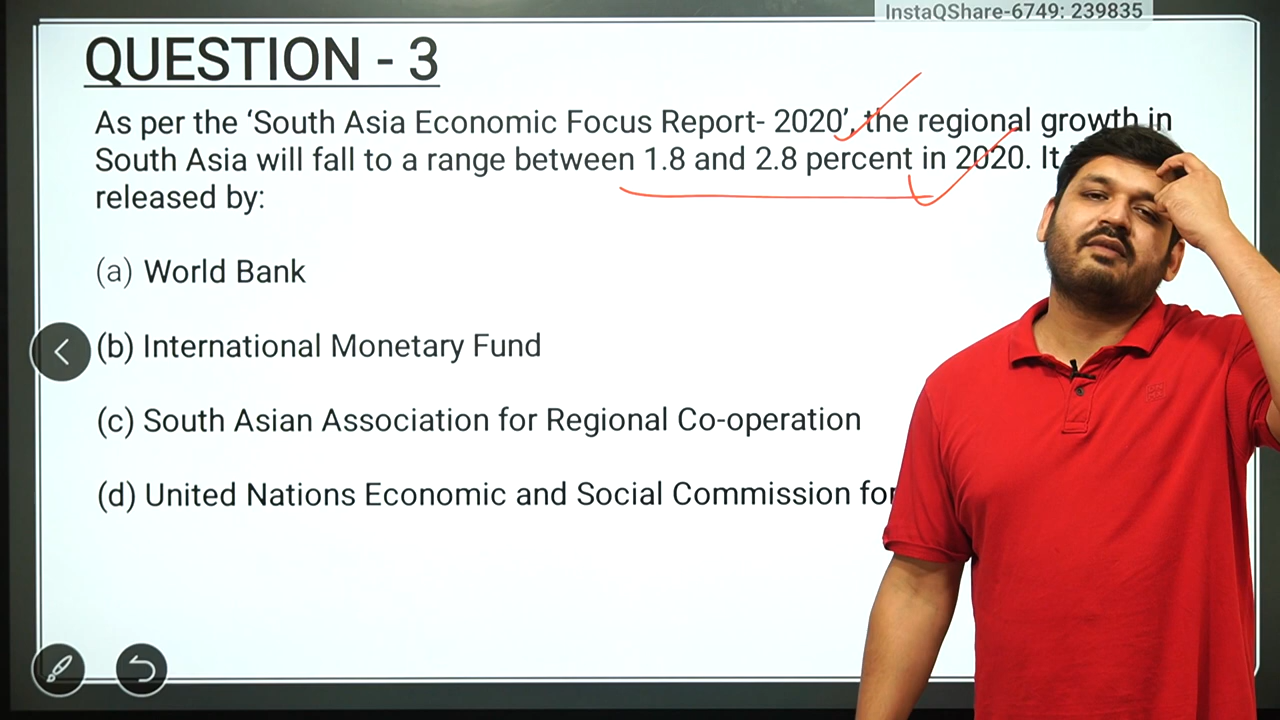 InstaQShare-6749: 239835
QUESTION - 3
As per the ‘South Asia Economic Focus Report- 2020’, the regional growth in
South Asia will fall to a range between 1.8 and 2.8 percent in 2020. It
released by:
(a) World Bank
(b) International Monetary Fund
(c) South Asian Association for Regional Co-operation
(d) United Nations Economic and Social Commission for